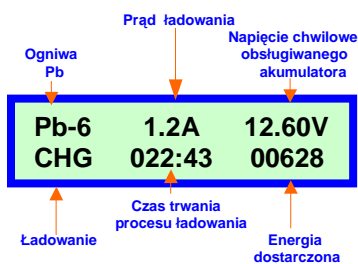 Prąd ładowania
Ogniwa
Pb
Napięcie chwilowe
obsługiwanego
akumulatora
Pb-6 1.2A 12.60V
CHG 022:43 00628
Ładowanie
Czas trwania
procesu ładowania
Energia
dostarczona